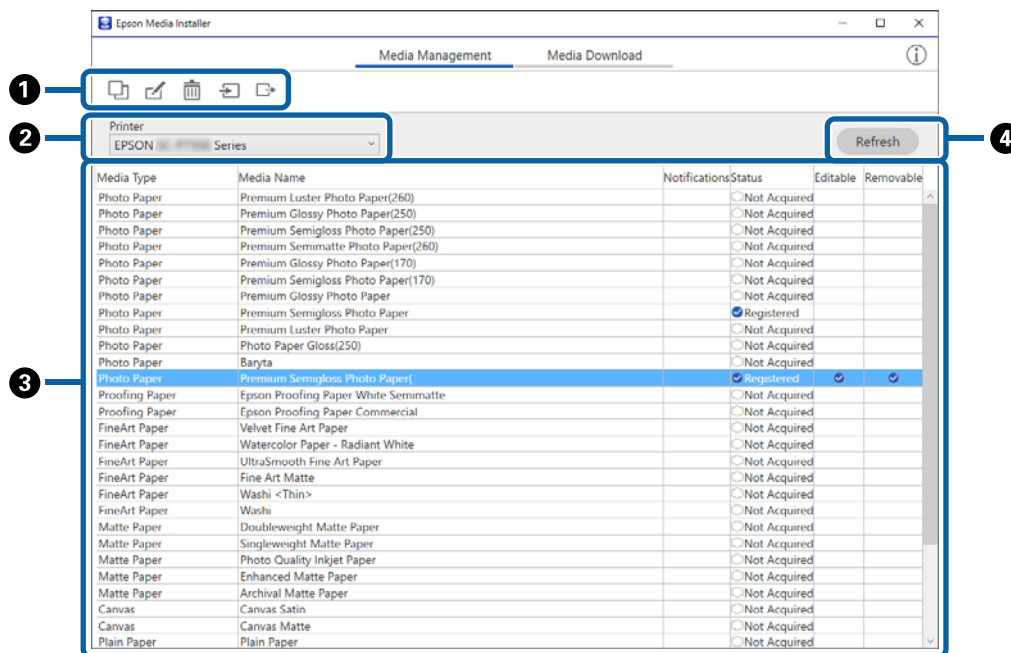 Epson Media Installer
Media Management Media Download
1
2
Printer
EPSON Series
Refresh
4
Media Type Media Name Notifications Status Editable Removable
Photo Paper Premium Luster Photo Paper(260) Not Acquired
Photo Paper Premium Glossy Photo Paper(250) Not Acquired
Photo Paper Premium Semigloss Photo Paper(250) Not Acquired
Photo Paper Premium Semimatte Photo Paper(260) Not Acquired
Photo Paper Premium Glossy Photo Paper(170) Not Acquired
Photo Paper Premium Semigloss Photo Paper(170) Not Acquired
Photo Paper Premium Glossy Photo Paper Not Acquired
Photo Paper Premium Semigloss Photo Paper Registered
Photo Paper Premium Luster Photo Paper Not Acquired
Photo Paper Photo Paper Gloss(250) Not Acquired
Photo Paper Baryta Not Acquired
3
Photo Paper Premium Semigloss Photo Paper( Registered
Proofing Paper Epson Proofing Paper White Semimatte Not Acquired
Proofing Paper Epson Proofing Paper Commercial Not Acquired
FineArt Paper Velvet Fine Art Paper Not Acquired
FineArt Paper Watercolor Paper - Radiant White Not Acquired
FineArt Paper UltraSmooth Fine Art Paper Not Acquired
FineArt Paper Fine Art Matte Not Acquired
FineArt Paper Washi <Thin> Not Acquired
FineArt Paper Washi Not Acquired
Matte Paper Doubleweight Matte Paper Not Acquired
Matte Paper Singleweight Matte Paper Not Acquired
Matte Paper Photo Quality Inkjet Paper Not Acquired
Matte Paper Enhanced Matte Paper Not Acquired
Matte Paper Archival Matte Paper Not Acquired
Canvas Canvas Satin Not Acquired
Canvas Canvas Matte Not Acquired
Plain Paper Plain Paper Not Acquired